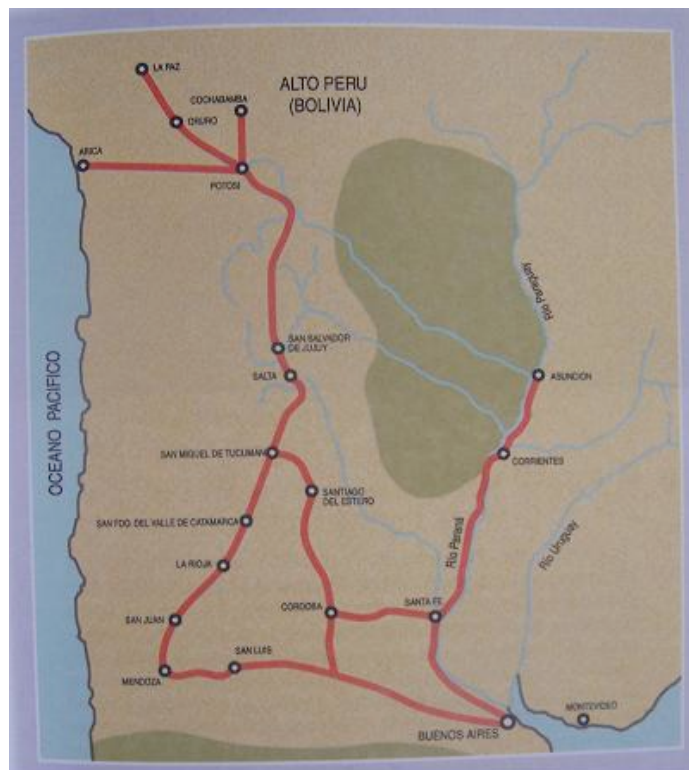 LA PAZ
ALTO PERU
(BOLIVIA)
COCHABAMBA
ORURO
ARICA
POTOSI
Río Paraguay
SAN SALVADOR
DE JUJUY
SALTA
ASUNCION
OCEANO PACIFICO
SAN MIGUEL DE TUCUMAN
CORRIENTES
SANTIAGO
DEL ESTERO
SAN FDO. DEL VALLE DE CATAMARCA
Río Paraná
Río Uruguay
LA RIOJA
CORDOBA
SANTA FE
SAN JUAN
SAN LUIS
MENDOZA
MONTEVIDEO
BUENOS AIRES